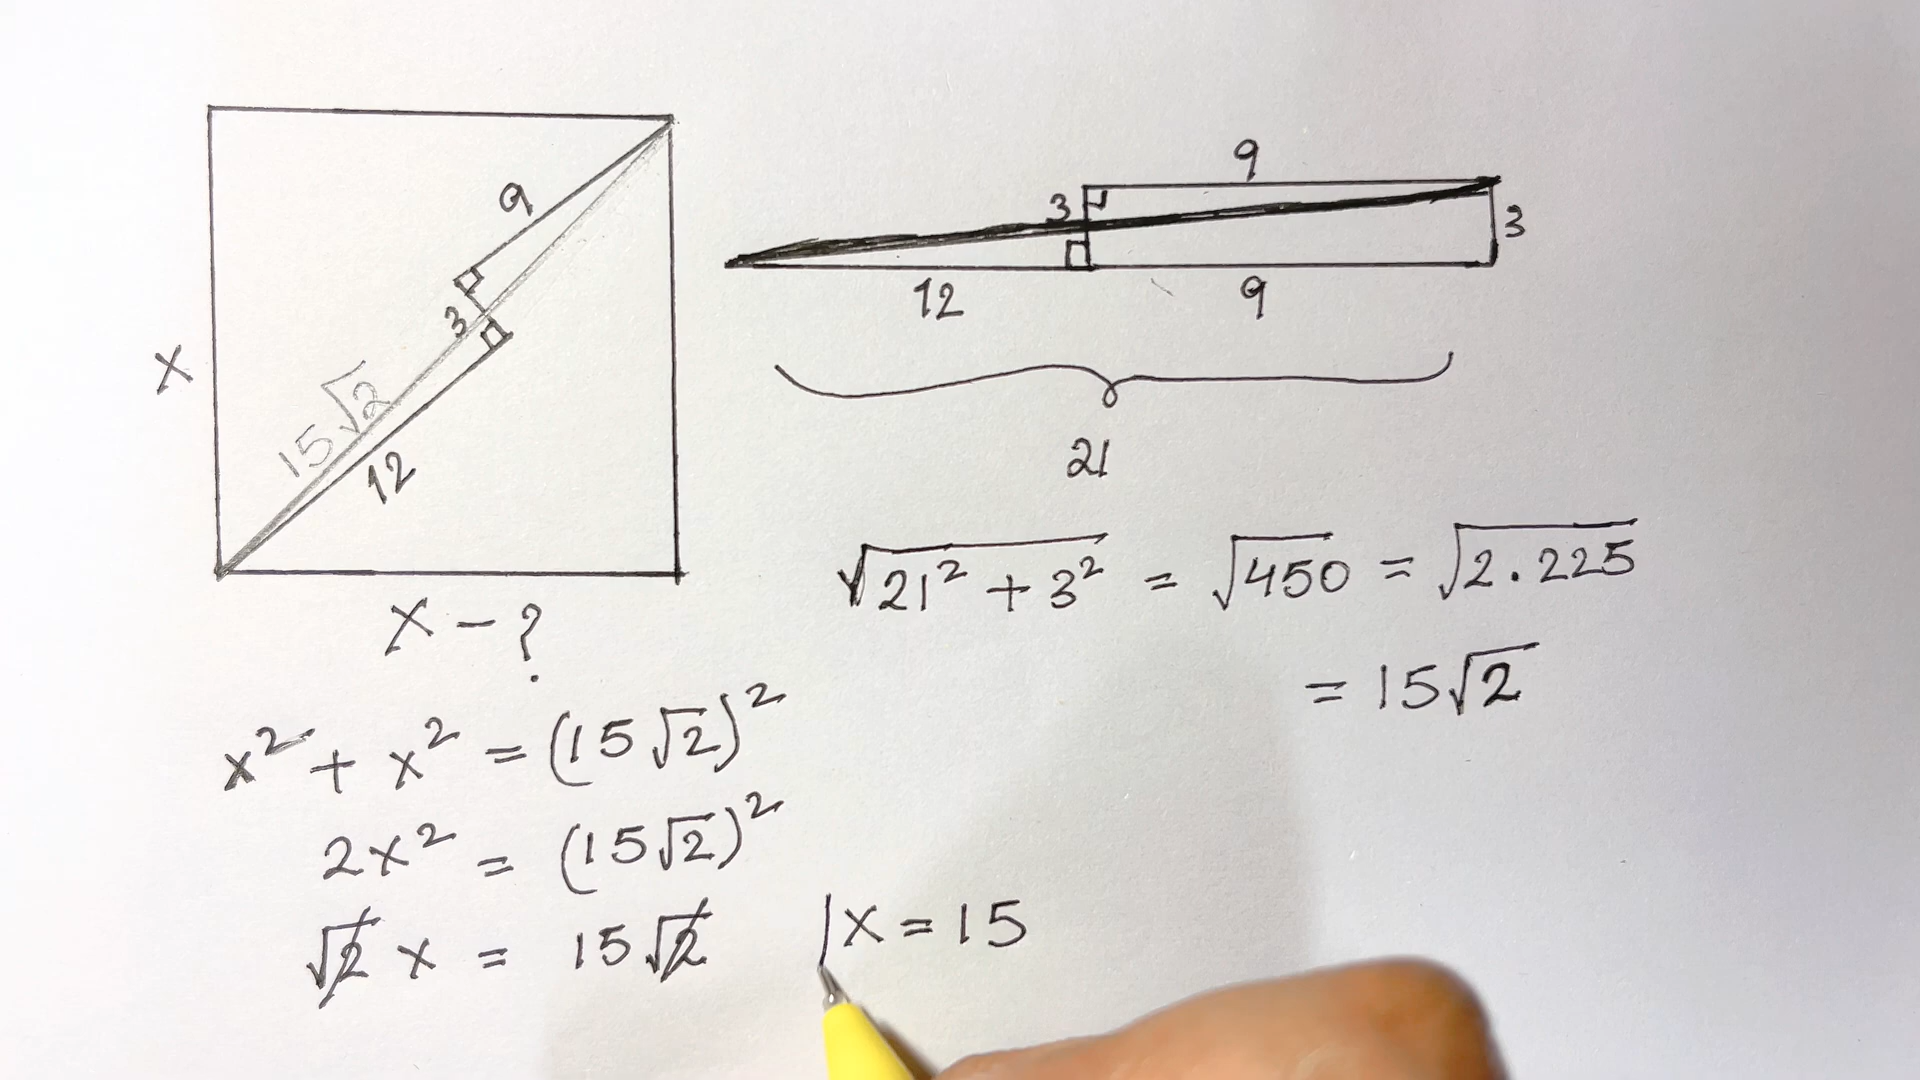 9
3
x
15√2
12
x - ?
9
3
3
12
9
21
√21² + 3² = √450 = √2.225
= 15√2
x² + x² = (15√2)²
2x² = (15√2)²
√2 x = 15√2
x = 15